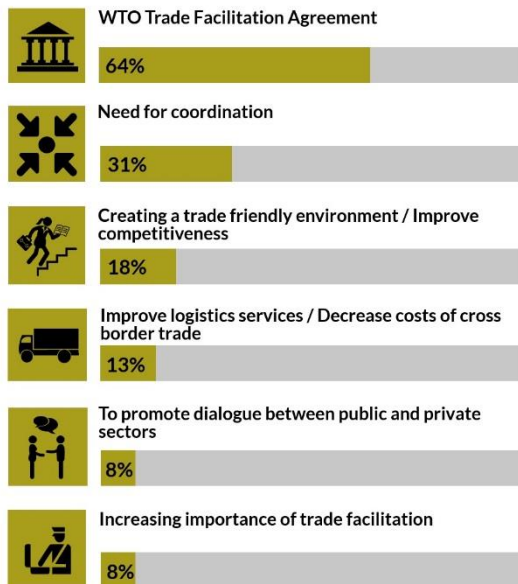 WTO Trade Facilitation Agreement
64%
Need for coordination
31%
Creating a trade friendly environment / Improve
competitiveness
18%
Improve logistics services / Decrease costs of cross
border trade
13%
To promote dialogue between public and private
sectors
8%
Increasing importance of trade facilitation
8%